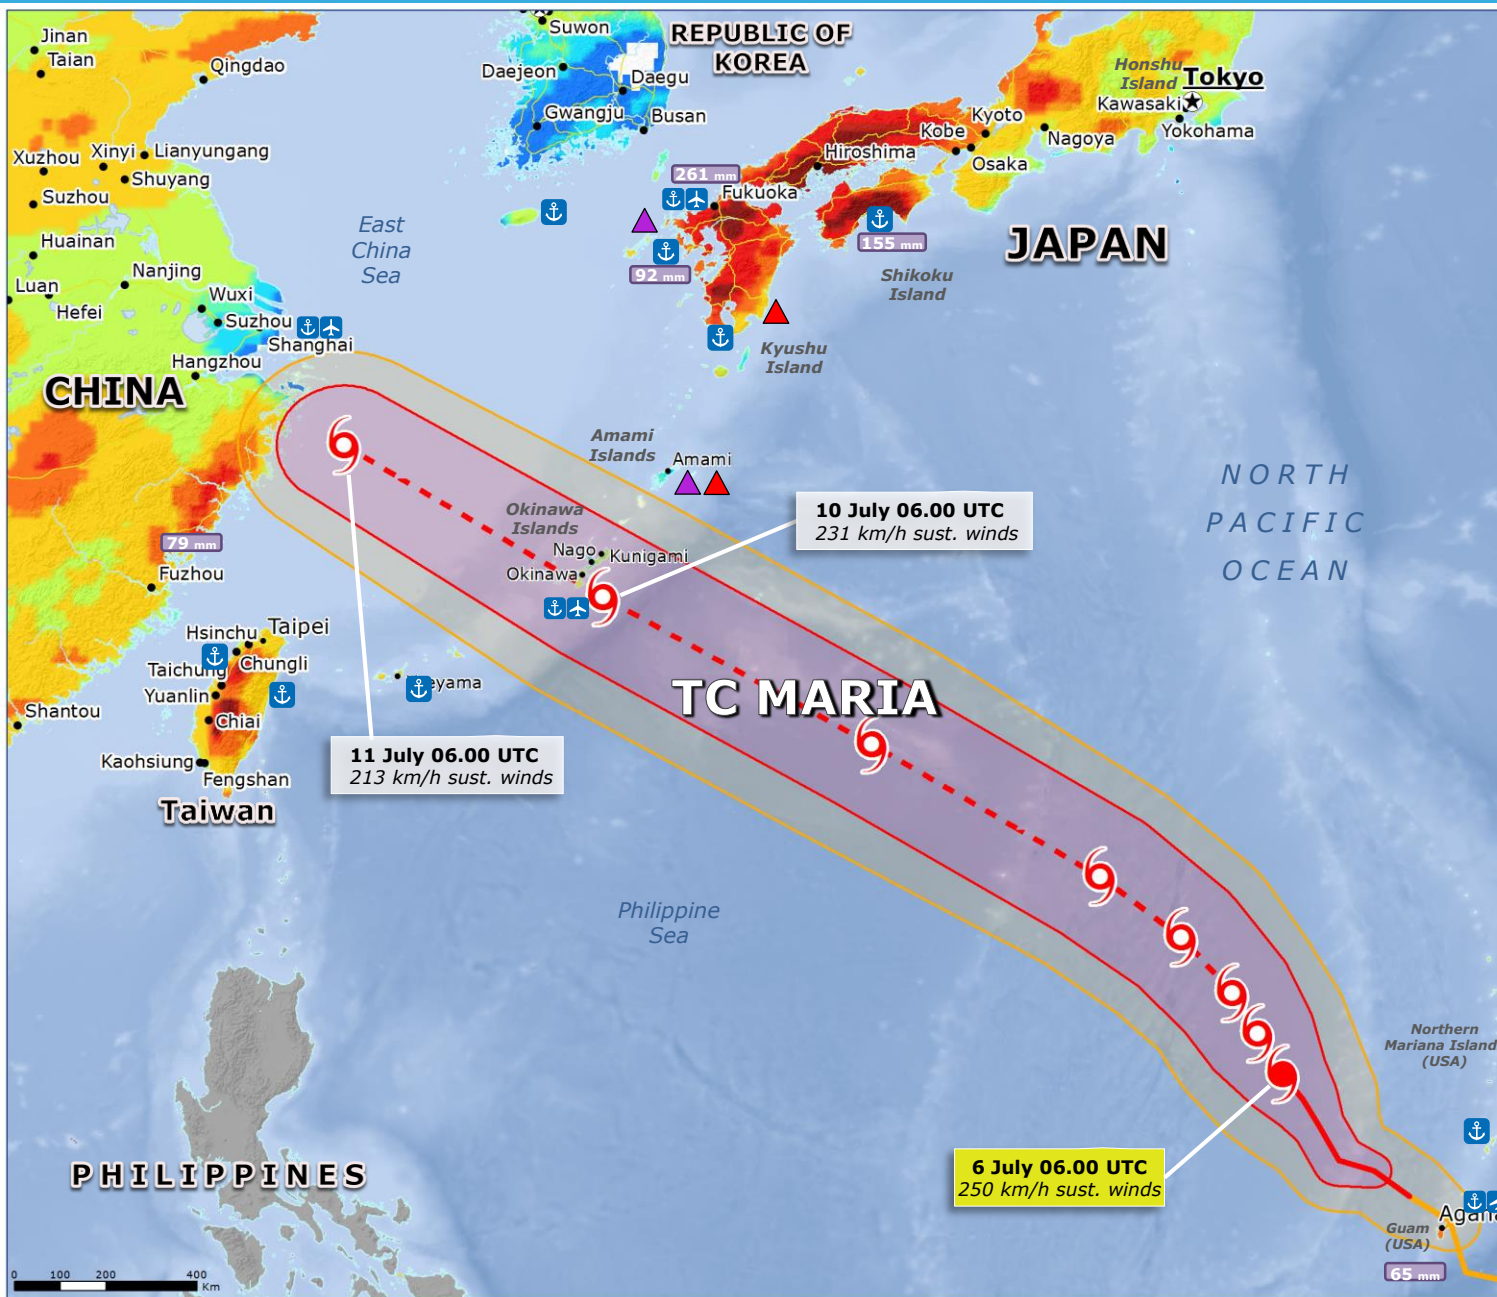 Jinan
Taian
Qingdao
Suwon
REPUBLIC OF
KOREA
Daejeon
Daegu
Gwangju
Busan
Honshu
Island
Tokyo
Kawasaki
Yokohama
Kyoto
Kobe
Nagoya
Osaka
Hiroshima
Xuzhou
Xinyi
Lianyungang
Shuyang
Suzhou
261 mm
Fukuoka
East
China
Sea
Huainan
155 mm
JAPAN
92 mm
Shikoku
Island
Nanjing
Luan
Hefei
Wuxi
Suzhou
Shanghai
Hangzhou
Kyushu
Island
CHINA
Amami
Islands
Amami
NORTH
PACIFIC
OCEAN
Okinawa
Islands
10 July 06.00 UTC
231 km/h sust. winds
79 mm
Nago
Kunigami
Okinawa
Fuzhou
Hsinchu
Taipei
Chungli
Taichung
Yuanlin
eyama
TC MARIA
Shantou
Chiai
Kaohsiung
Fengshan
Taiwan
11 July 06.00 UTC
213 km/h sust. winds
Philippine
Sea
Northern
Mariana Island
(USA)
PHILIPPINES
6 July 06.00 UTC
250 km/h sust. winds
Agana
Guam
(USA)
65 mm
0 100 200 400
Km